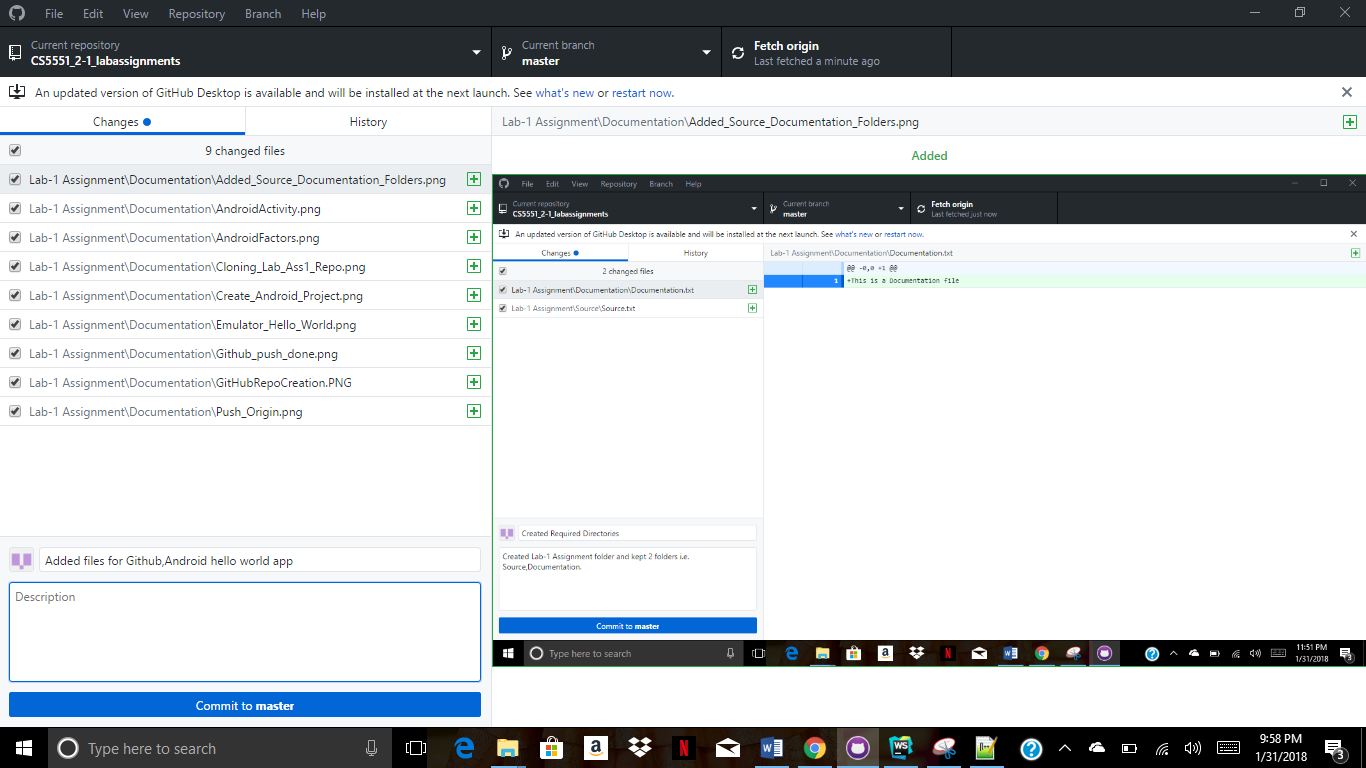 File Edit View Repository Branch Help
Current repository
CS5551_2-1_labassignments
Current branch
master
Fetch origin
Last fetched a minute ago
An updated version of GitHub Desktop is available and will be installed at the next launch. See what's new or restart now.
Changes
History
9 changed files
Lab-1 Assignment\Documentation\Added_Source_Documentation_Folders.png
Lab-1 Assignment\Documentation\AndroidActivity.png
Lab-1 Assignment\Documentation\AndroidFactors.png
Lab-1 Assignment\Documentation\Cloning_Lab_Ass1_Repo.png
Lab-1 Assignment\Documentation\Create_Android_Project.png
Lab-1 Assignment\Documentation\Emulator_Hello_World.png
Lab-1 Assignment\Documentation\Github_push_done.png
Lab-1 Assignment\Documentation\GitHubRepoCreation.PNG
Lab-1 Assignment\Documentation\Push_Origin.png
Added files for Github,Android hello world app
Description
Commit to master
Lab-1 Assignment\Documentation\Added_Source_Documentation_Folders.png
Added
File Edit View Repository Branch Help
Current repository
CS5551_2-1_labassignments
Current branch
master
Fetch origin
Last fetched just now
An updated version of GitHub Desktop is available and will be installed at the next launch. See what's new or restart now.
Changes
History
2 changed files
Lab-1 Assignment\Documentation\Documentation.txt
Lab-1 Assignment\Source\Source.txt
Lab-1 Assignment\Documentation\Documentation.txt
@@ -0,0 +1 @@
1 +This is a Documentation file
Created Required Directories
Created Lab-1 Assignment folder and kept 2 folders i.e.
Source,Documentation.
Commit to master
Type here to search
11:51 PM
1/31/2018
3
Type here to search
9:58 PM
1/31/2018
3